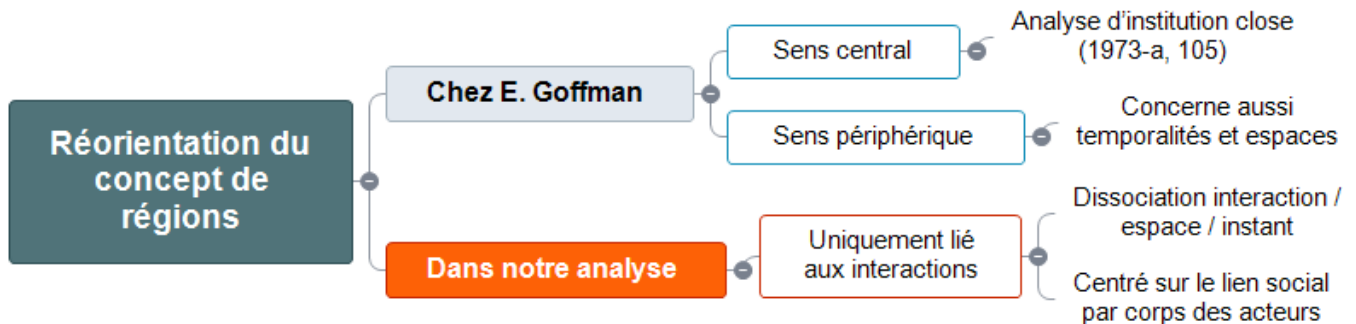 Réorientation du
concept de
régions
Chez E. Goffman
Sens central
Analyse d’institution close
(1973-a, 105)
Sens périphérique
Concerne aussi
temporalités et espaces
Dans notre analyse
Uniquement lié
aux interactions
Dissociation interaction /
espace / instant
Centré sur le lien social
par corps des acteurs